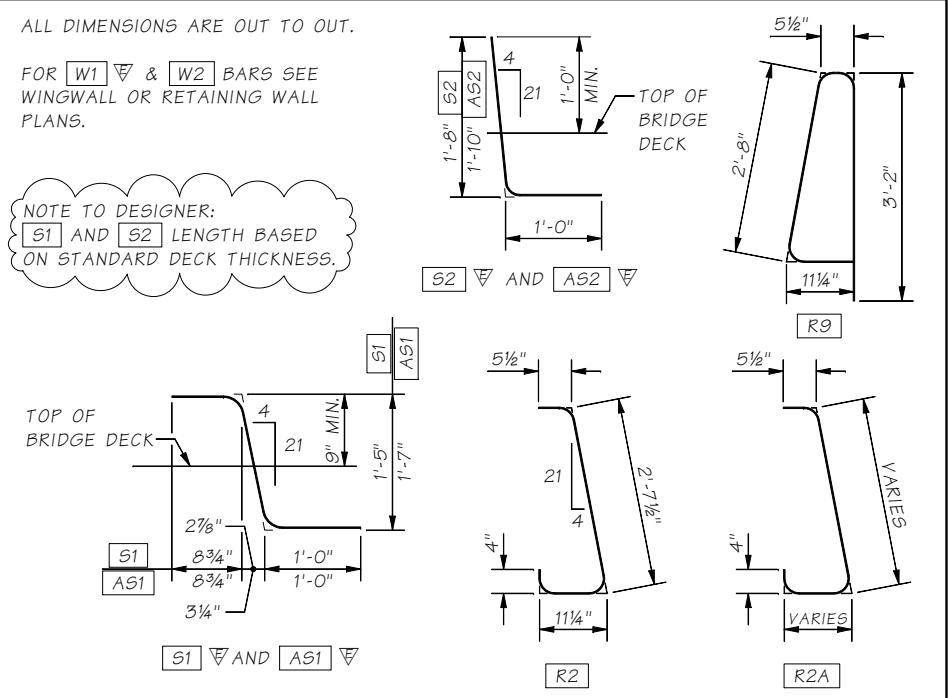 ALL DIMENSIONS ARE OUT TO OUT.
FOR W1 E & W2 BARS SEE
WINGWALL OR RETAINING WALL
PLANS.
NOTE TO DESIGNER:
S1 AND S2 LENGTH BASED
ON STANDARD DECK THICKNESS.
S2
AS2
1'-8"
1'-10"
4
21
1'-0"
MIN.
TOP OF
BRIDGE
DECK
1'-0"
S2 E AND AS2 E
5½"
2'-8"
3'-2"
11¼"
R9
S1
AS1
TOP OF
BRIDGE DECK
4
21
9" MIN.
1'-5"
1'-7"
2⅞"
S1
8¾"
1'-0"
AS1
8¾"
1'-0"
3¼"
S1 E AND AS1 E
5½"
21
4
2'-7½"
4"
11¼"
R2
5½"
VARIES
4"
VARIES
R2A